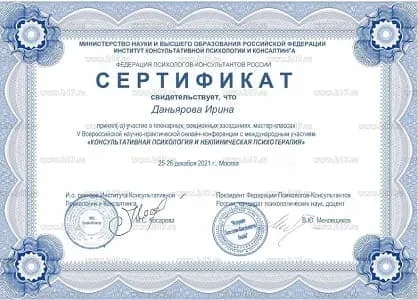 МИНИСТЕРСТВО НАУКИ И ВЫСШЕГО ОБРАЗОВАНИЯ РОССИЙСКОЙ ФЕДЕРАЦИИ
ИНСТИТУТ КОНСУЛЬТАТИВНОЙ ПСИХОЛОГИИ И КОНСАЛТИНГА
ФЕДЕРАЦИЯ ПСИХОЛОГОВ-КОНСУЛЬТАНТОВ РОССИИ
СЕРТИФИКАТ
свидетельствует, что
Даньярова Ирина
принял(-а) участие в пленарных, секционных заседаниях, мастер-классах
V Всероссийской научно-практической онлайн-конференции с международным участием
«КОНСУЛЬТАТИВНАЯ ПСИХОЛОГИЯ И НЕКЛИНИЧЕСКАЯ ПСИХОТЕРАПИЯ»
25-26 декабря 2021 г., Москва
И.о. ректора Института Консультативной
Психологии и Консалтинга
М.С. Косарева
Президент Федерации Психологов-Консультантов
России, кандидат психологических наук, доцент
В.Ю. Меновщиков